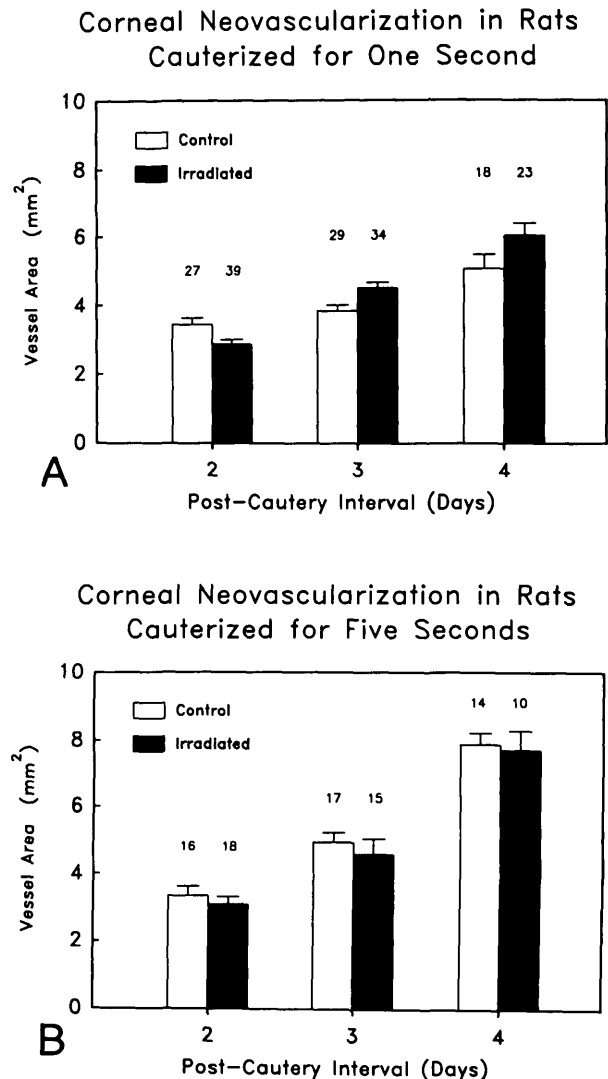 Corneal Neovascularization in Rats
Cauterized for One Second
10
8
6
4
2
0
Vessel Area (mm²)
Control
Irradiated
27 39
29 34
18 23
2 3 4
A
Post-Cautery Interval (Days)
Corneal Neovascularization in Rats
Cauterized for Five Seconds
10
8
6
4
2
0
Vessel Area (mm²)
Control
Irradiated
16 18
17 15
14 10
2 3 4
B
Post-Cautery Interval (Days)